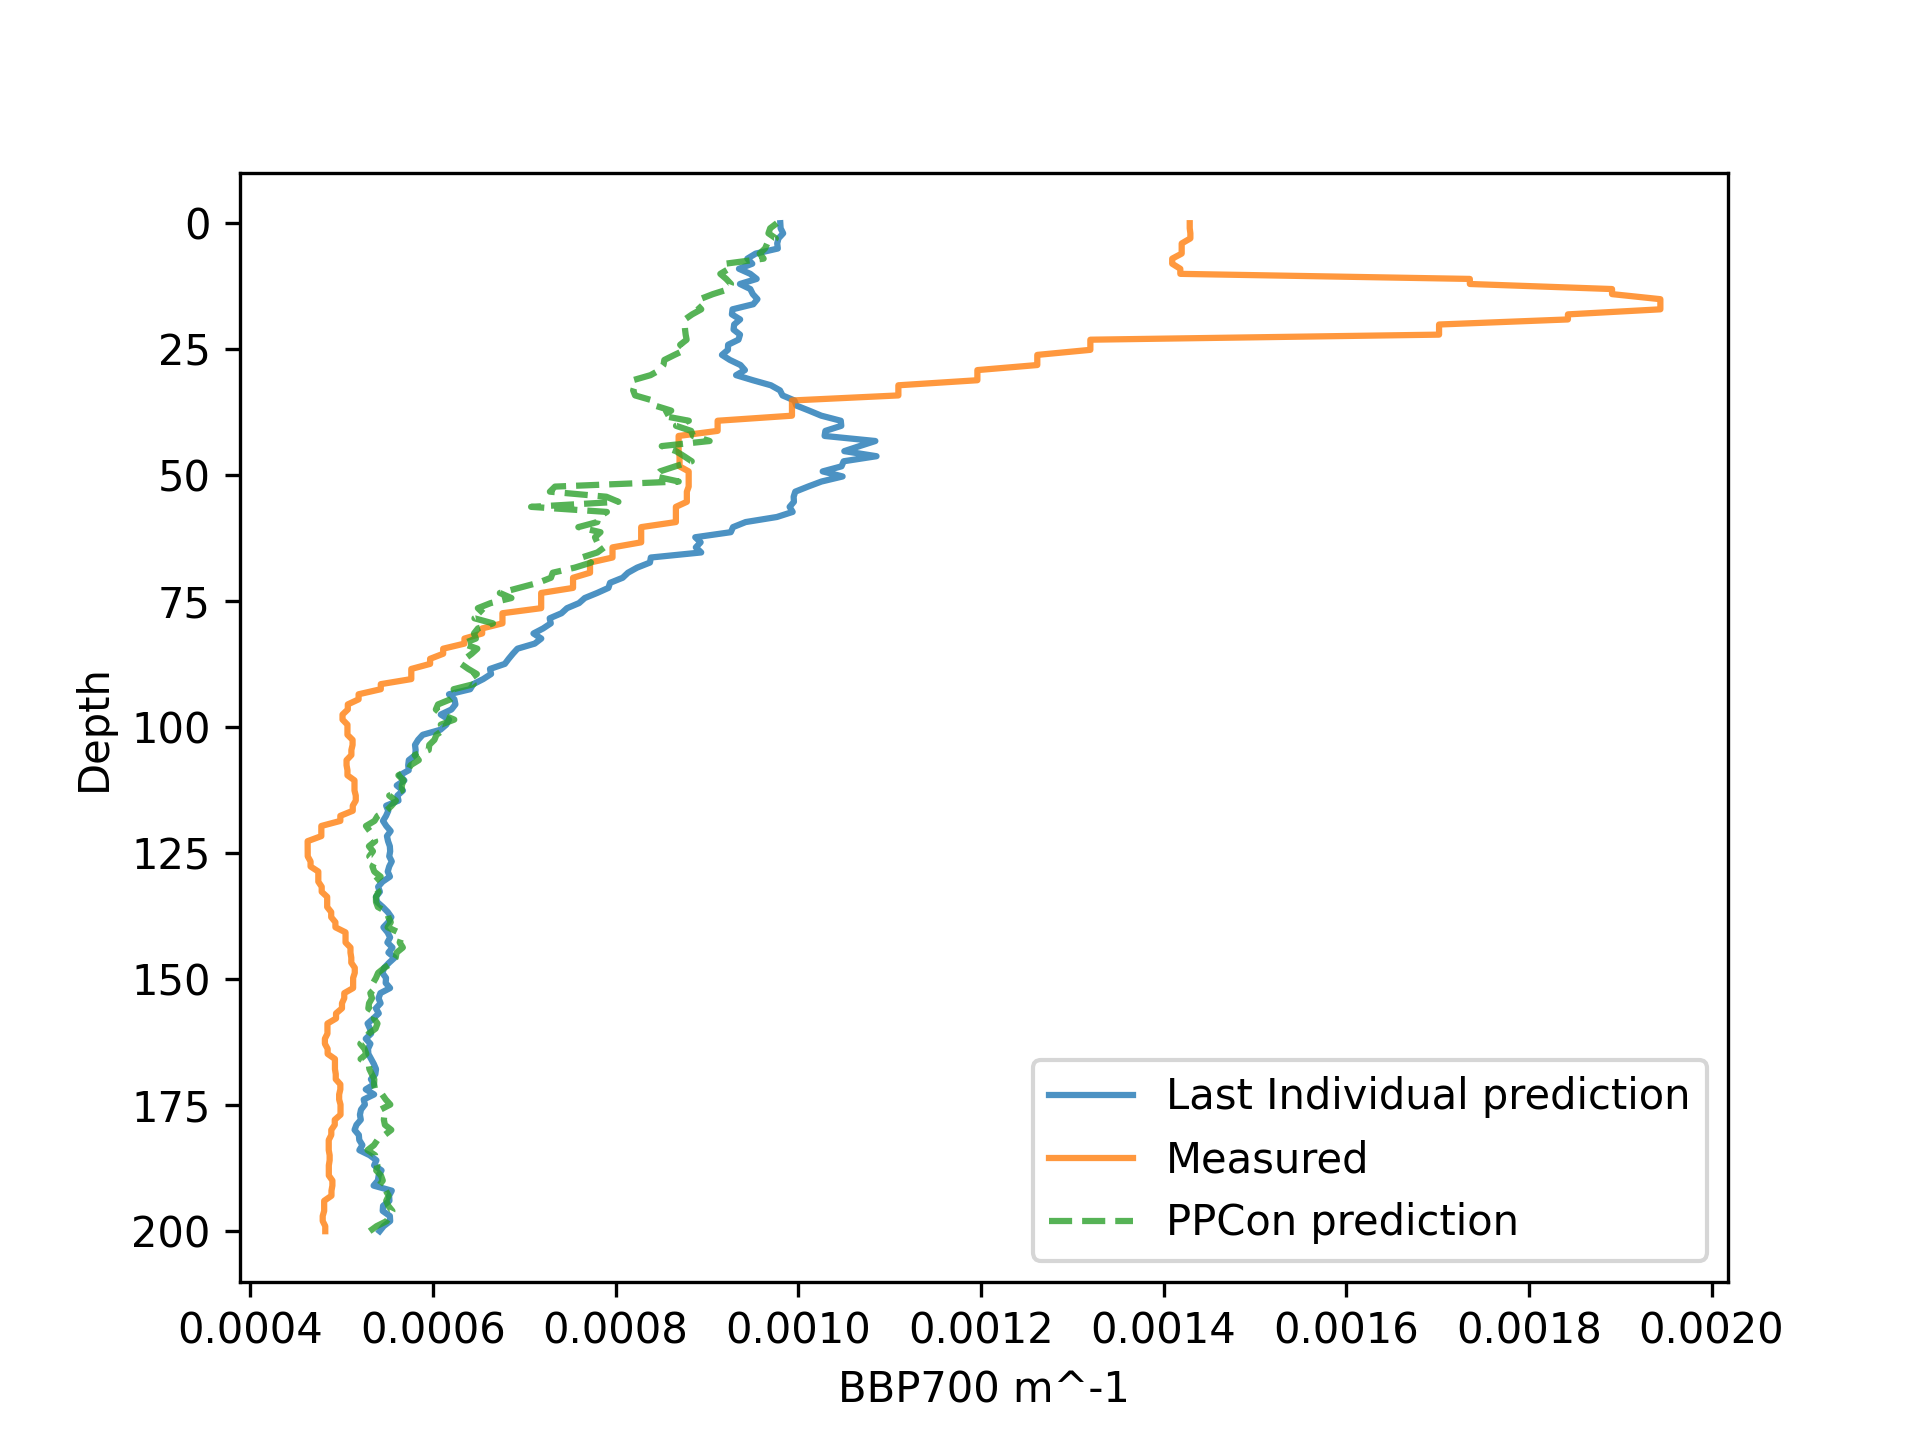 0
25
50
75
100
125
150
175
200
Depth
Last Individual prediction
Measured
PPCon prediction
0.0004 0.0006 0.0008 0.0010 0.0012 0.0014 0.0016 0.0018 0.0020
BBP700 m^-1